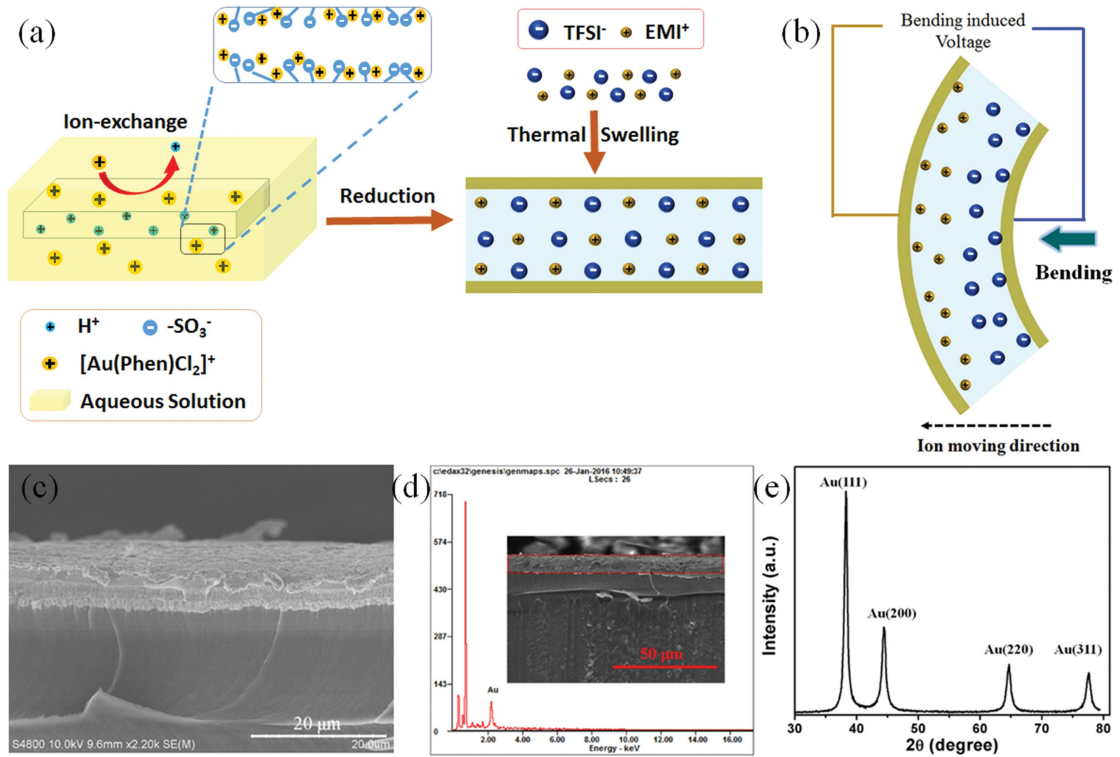 (a)
TFSI-
EMI+
Ion-exchange
Thermal Swelling
Reduction
H+
-SO3-
[Au(Phen)Cl2]+
Aqueous Solution
(b)
Bending induced
Voltage
Bending
Ion moving direction
(c)
20 μm
S4800 10.0kV 9.6mm x2.20k SE(M)
20.0um
(d)
c:\edax32\genesis\genmaps.spc 26-Jan-2016 10:49:37
LSecs : 26
718
574
430
287
143
Au
50 μm
2.00 4.00 6.00 8.00 10.00 12.00 14.00 16.00
Energy - keV
(e)
Au(111)
Au(200)
Au(220)
Au(311)
Intensity (a.u.)
30 40 50 60 70 80
2θ (degree)